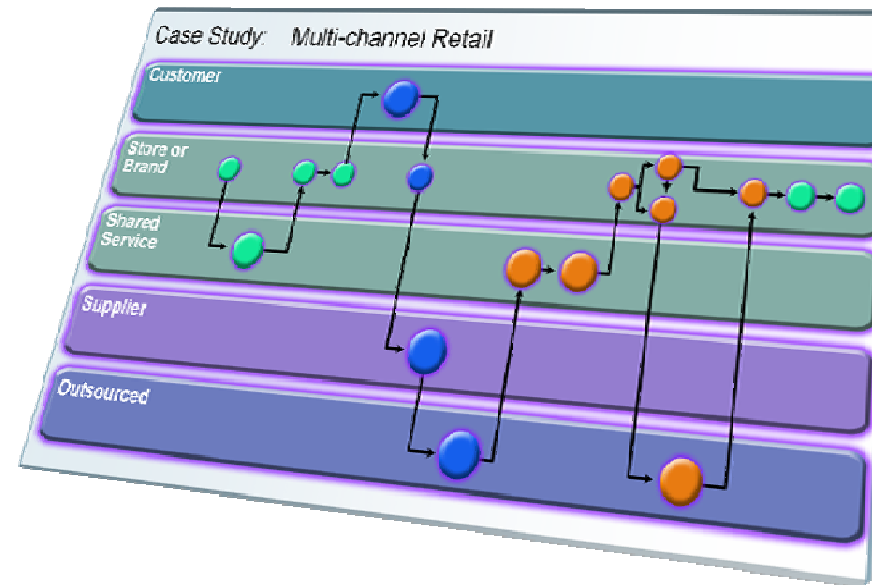 Case Study: Multi-channel Retail
Customer
Store or
Brand
Shared
Service
Supplier
Outsourced